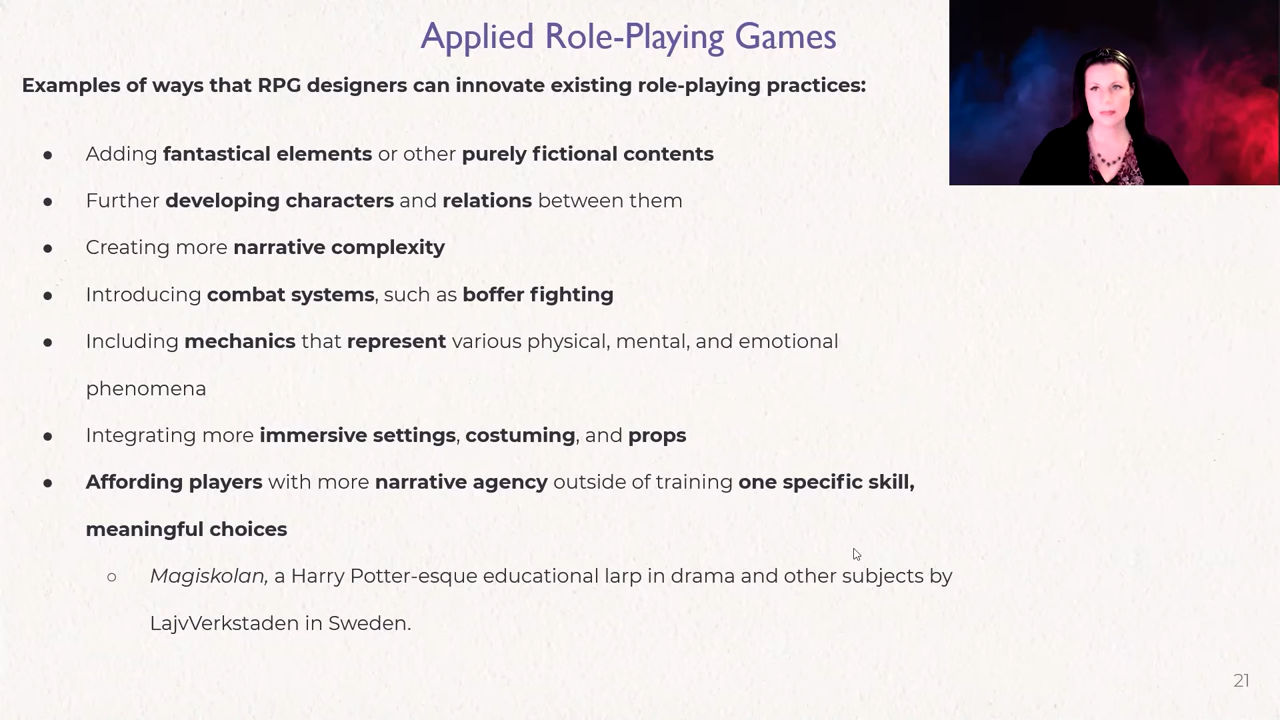 Applied Role-Playing Games
Examples of ways that RPG designers can innovate existing role-playing practices:
● Adding fantastical elements or other purely fictional contents
● Further developing characters and relations between them
● Creating more narrative complexity
● Introducing combat systems, such as boffer fighting
● Including mechanics that represent various physical, mental, and emotional
phenomena
● Integrating more immersive settings, costuming, and props
● Affording players with more narrative agency outside of training one specific skill,
meaningful choices
○ Magiskolan, a Harry Potter-esque educational larp in drama and other subjects by
LajvVerkstaden in Sweden.
21